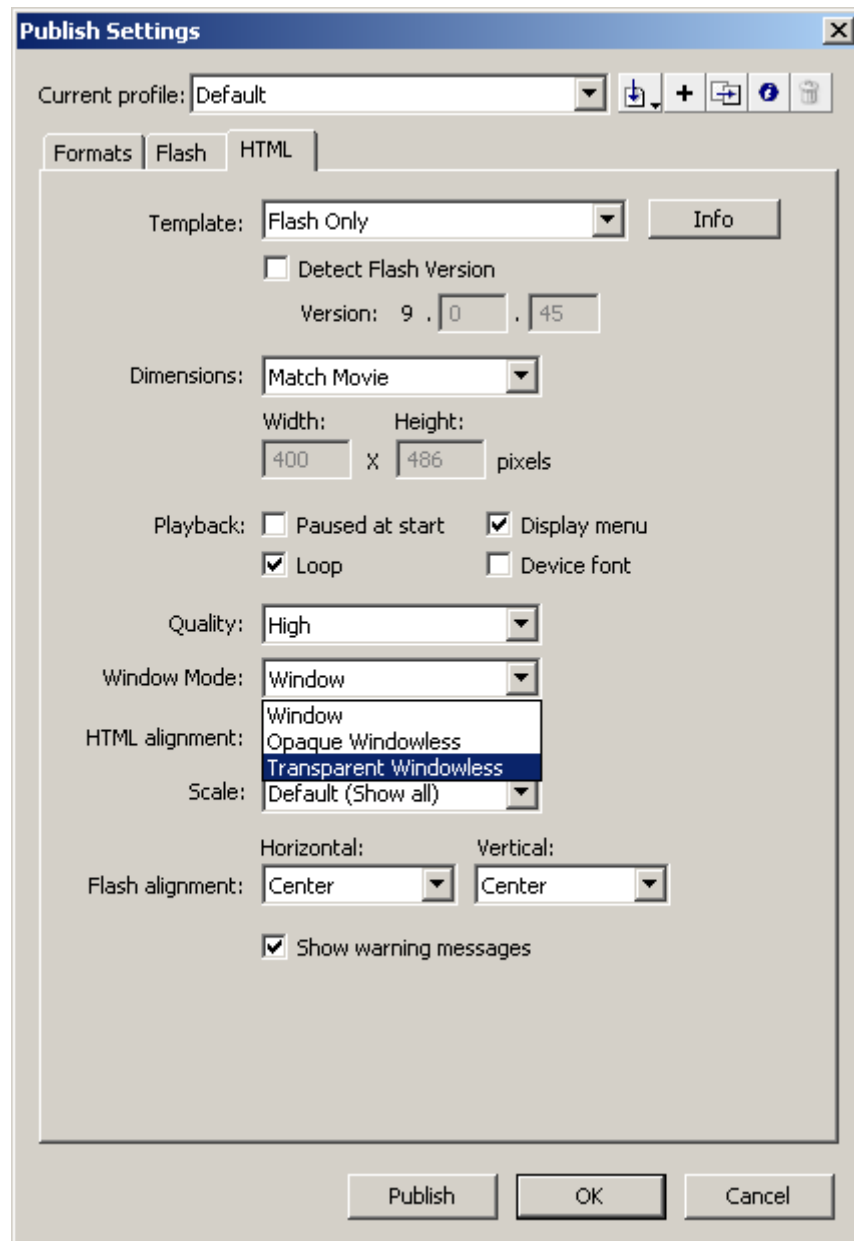 Publish Settings
Current profile: Default
Formats Flash HTML
Template: Flash Only Info
Detect Flash Version
Version: 9 . 0 . 45
Dimensions: Match Movie
Width: Height:
400 X 486 pixels
Playback: Paused at start Display menu
Loop Device font
Quality: High
Window Mode: Window
Window
HTML alignment: Opaque Windowless
Transparent Windowless
Scale: Default (Show all)
Horizontal: Vertical:
Flash alignment: Center Center
Show warning messages
Publish OK Cancel